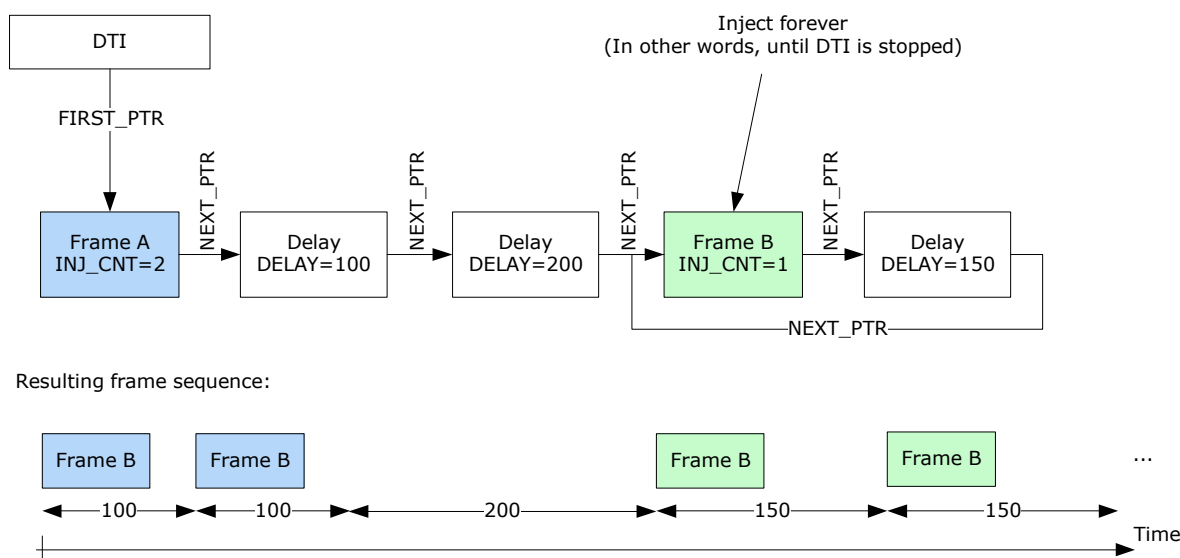 DTI
Inject forever
(In other words, until DTI is stopped)
FIRST_PTR
NEXT_PTR
NEXT_PTR
NEXT_PTR
NEXT_PTR
Frame A
INJ_CNT=2
Delay
DELAY=100
Delay
DELAY=200
Frame B
INJ_CNT=1
Delay
DELAY=150
NEXT_PTR
Resulting frame sequence:
Frame B
Frame B
Frame B
Frame B
...
100
100
200
150
150
Time